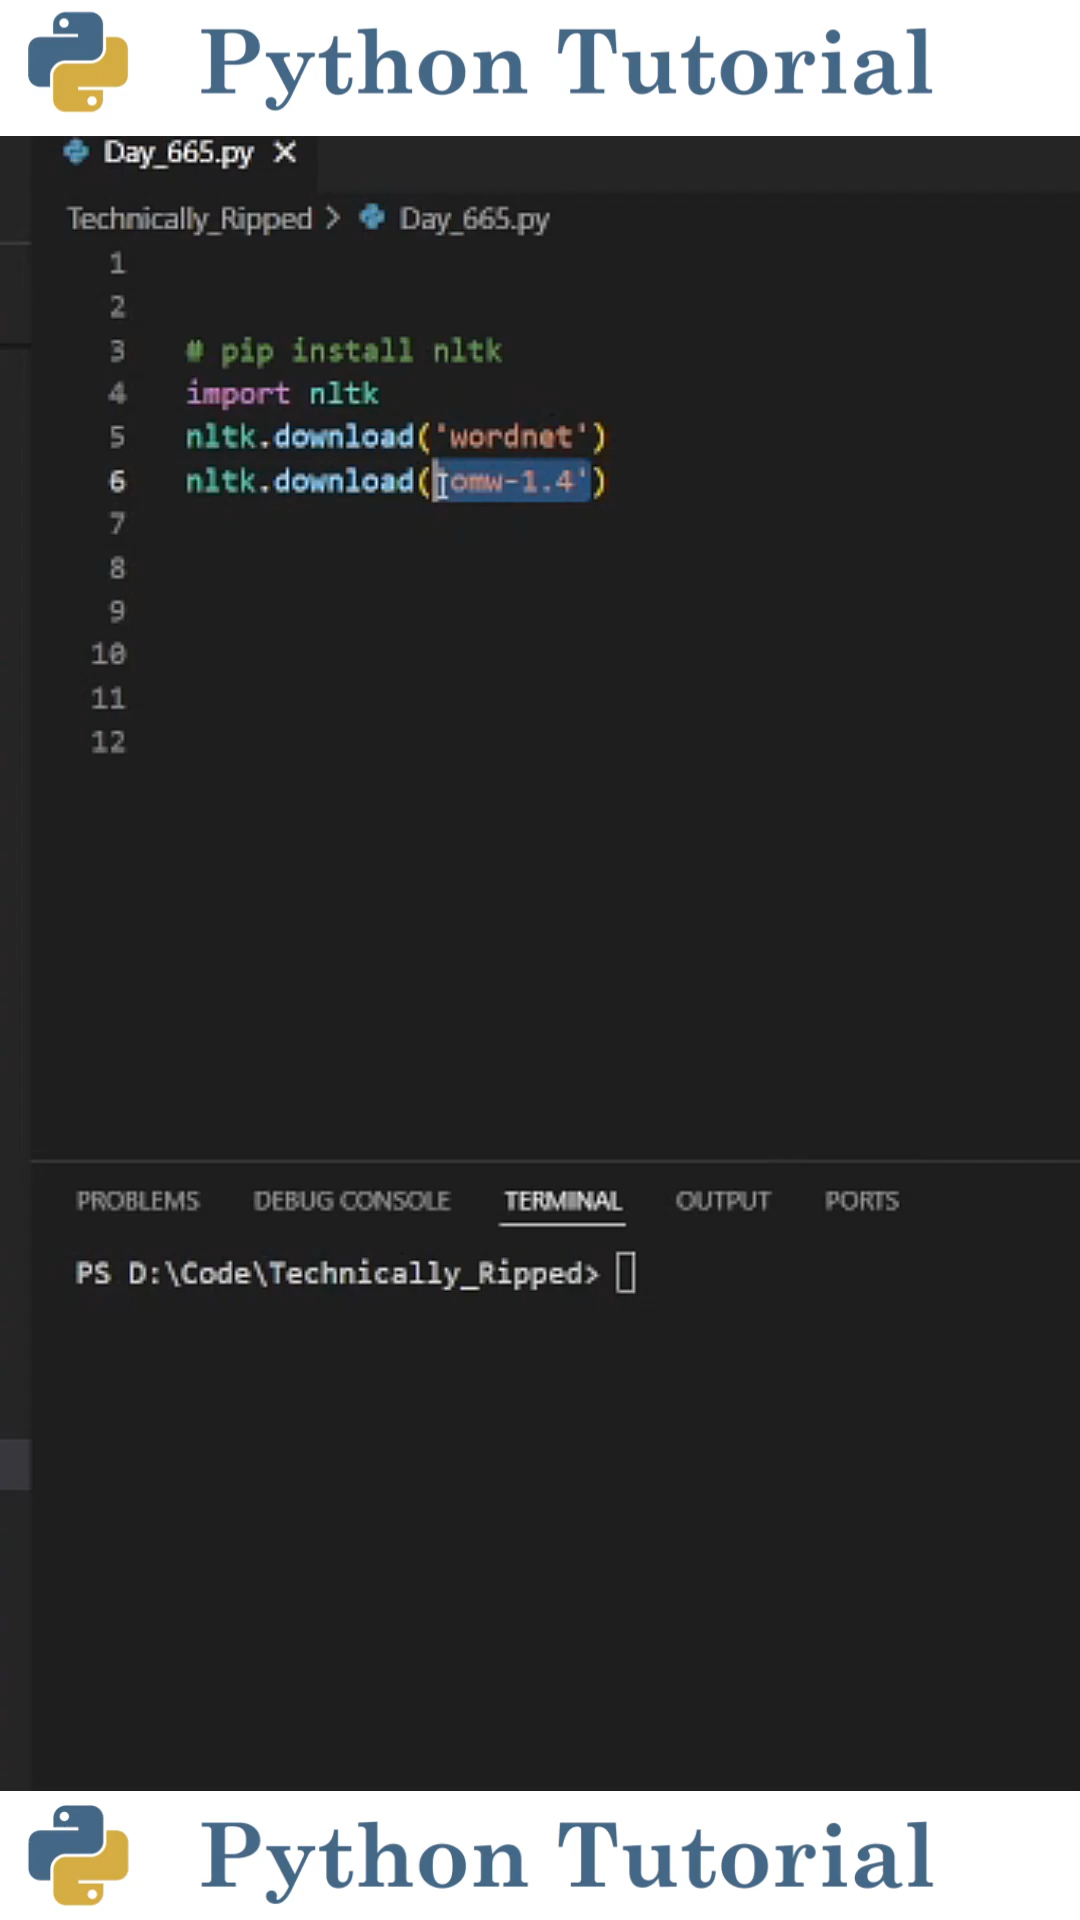 Python Tutorial
Day_665.py
Technically_Ripped > Day_665.py
1
2
3 # pip install nltk
4 import nltk
5 nltk.download('wordnet')
6 nltk.download('omw-1.4')
7
8
9
10
11
12
PROBLEMS DEBUG CONSOLE TERMINAL OUTPUT PORTS
PS D:\Code\Technically_Ripped>
Python Tutorial